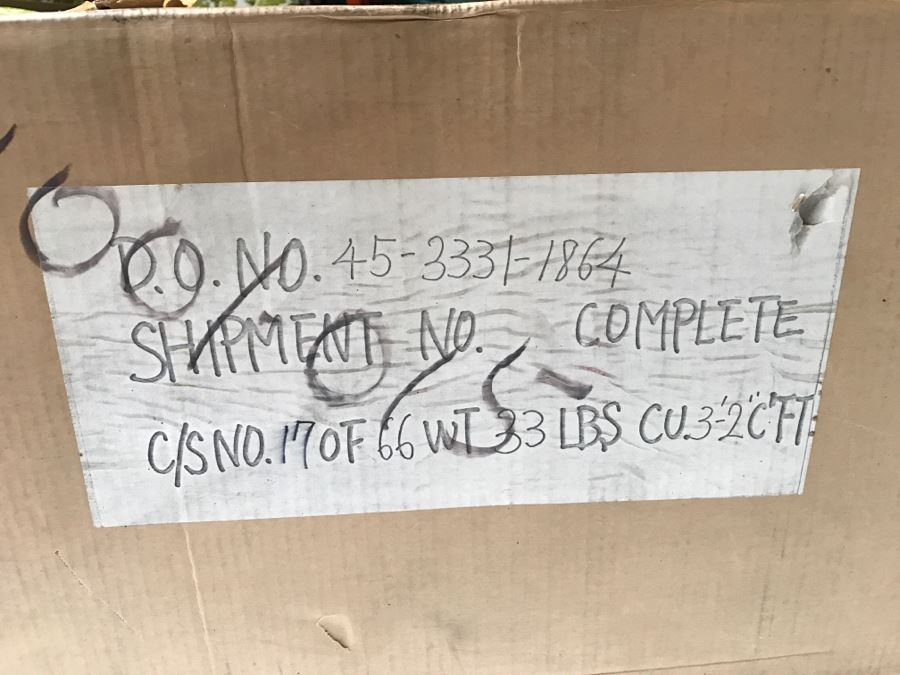 P.O. NO. 45-3331-1864
SHIPMENT NO. COMPLETE
C/S NO. 17 OF 66 WT 33 LBS CU. 3'-2"C'FT